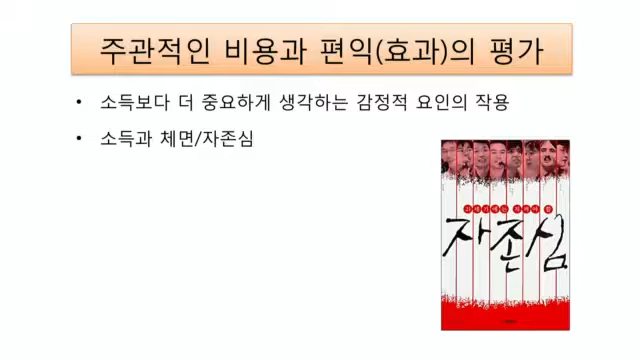 주관적인 비용과 편익(효과)의 평가
• 소득보다 더 중요하게 생각하는 감정적 요인의 작용
• 소득과 체면/자존심
자존심